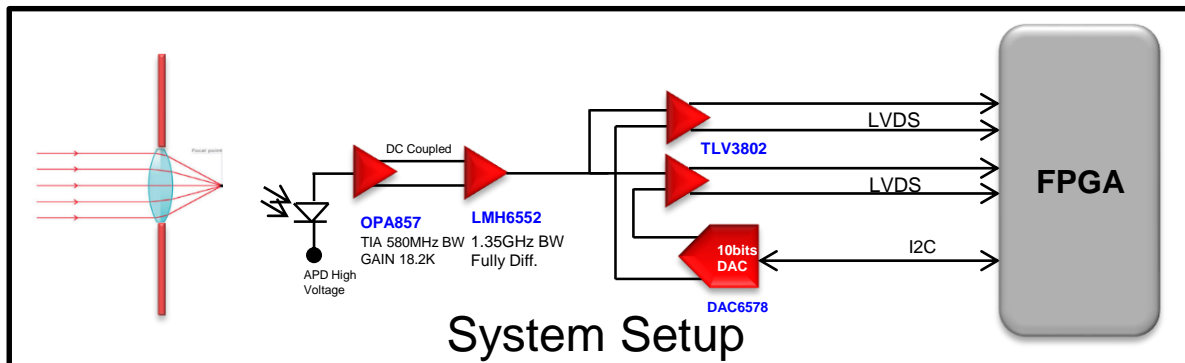 Focal point
DC Coupled
OPA857
TIA 580MHz BW
GAIN 18.2K
APD High
Voltage
LMH6552
1.35GHz BW
Fully Diff.
LVDS
TLV3802
LVDS
10bits
DAC
DAC6578
I2C
FPGA
System Setup